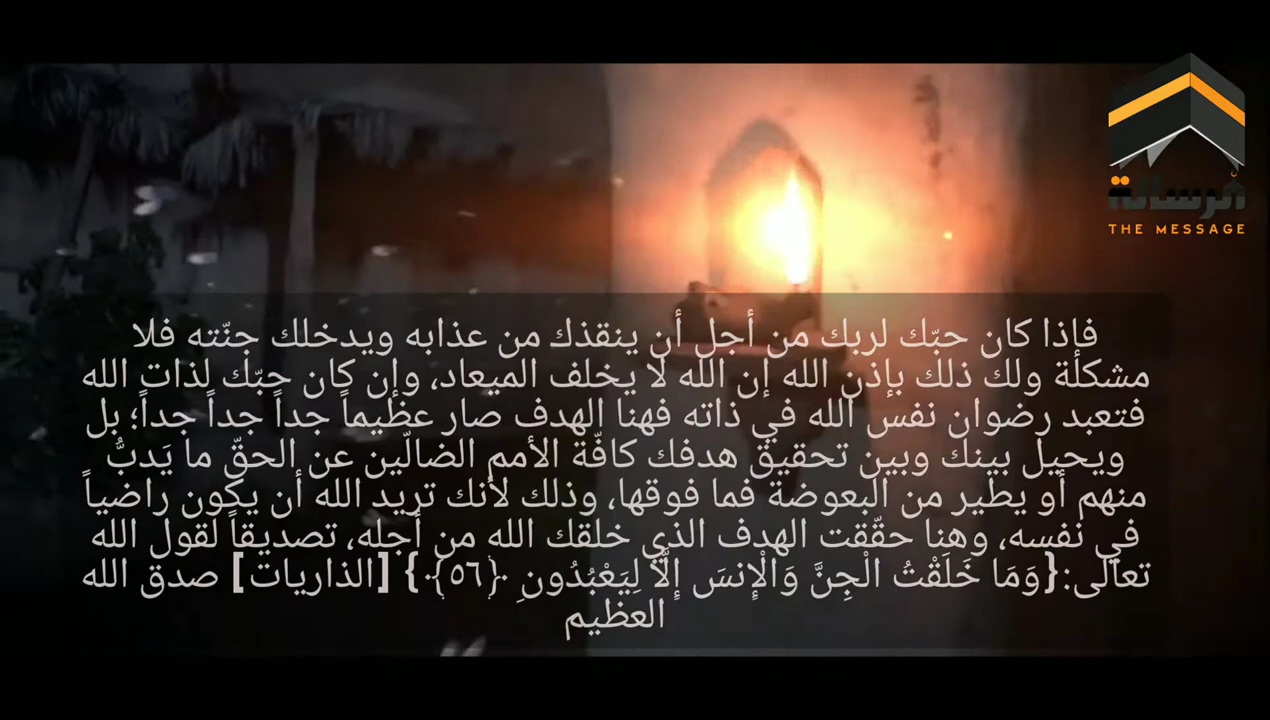 الرسالة
THE MESSAGE
فإذا كان حبّك لربك من أجل أن ينقذك من عذابه ويدخلك جنّته فلا
مشكلة ولك ذلك بإذن الله إن الله لا يخلف الميعاد، وإن كان حبّك لذات الله
فتعبد رضوان نفس الله في ذاته فهنا الهدف صار عظيماً جداً جداً جداً؛ بل
ويحيل بينك وبين تحقيق هدفك كافّة الأمم الضالّين عن الحقّ ما يَدبُّ
منهم أو يطير من البعوضة فما فوقها، وذلك لأنك تريد الله أن يكون راضياً
في نفسه، وهنا حقّقت الهدف الذي خلقك الله من أجله، تصديقاً لقول الله
تعالى:{وَمَا خَلَقْتُ الْجِنَّ وَالْإِنسَ إِلَّا لِيَعْبُدُونِ ﴿٥٦﴾} [الذاريات] صدق الله
العظيم